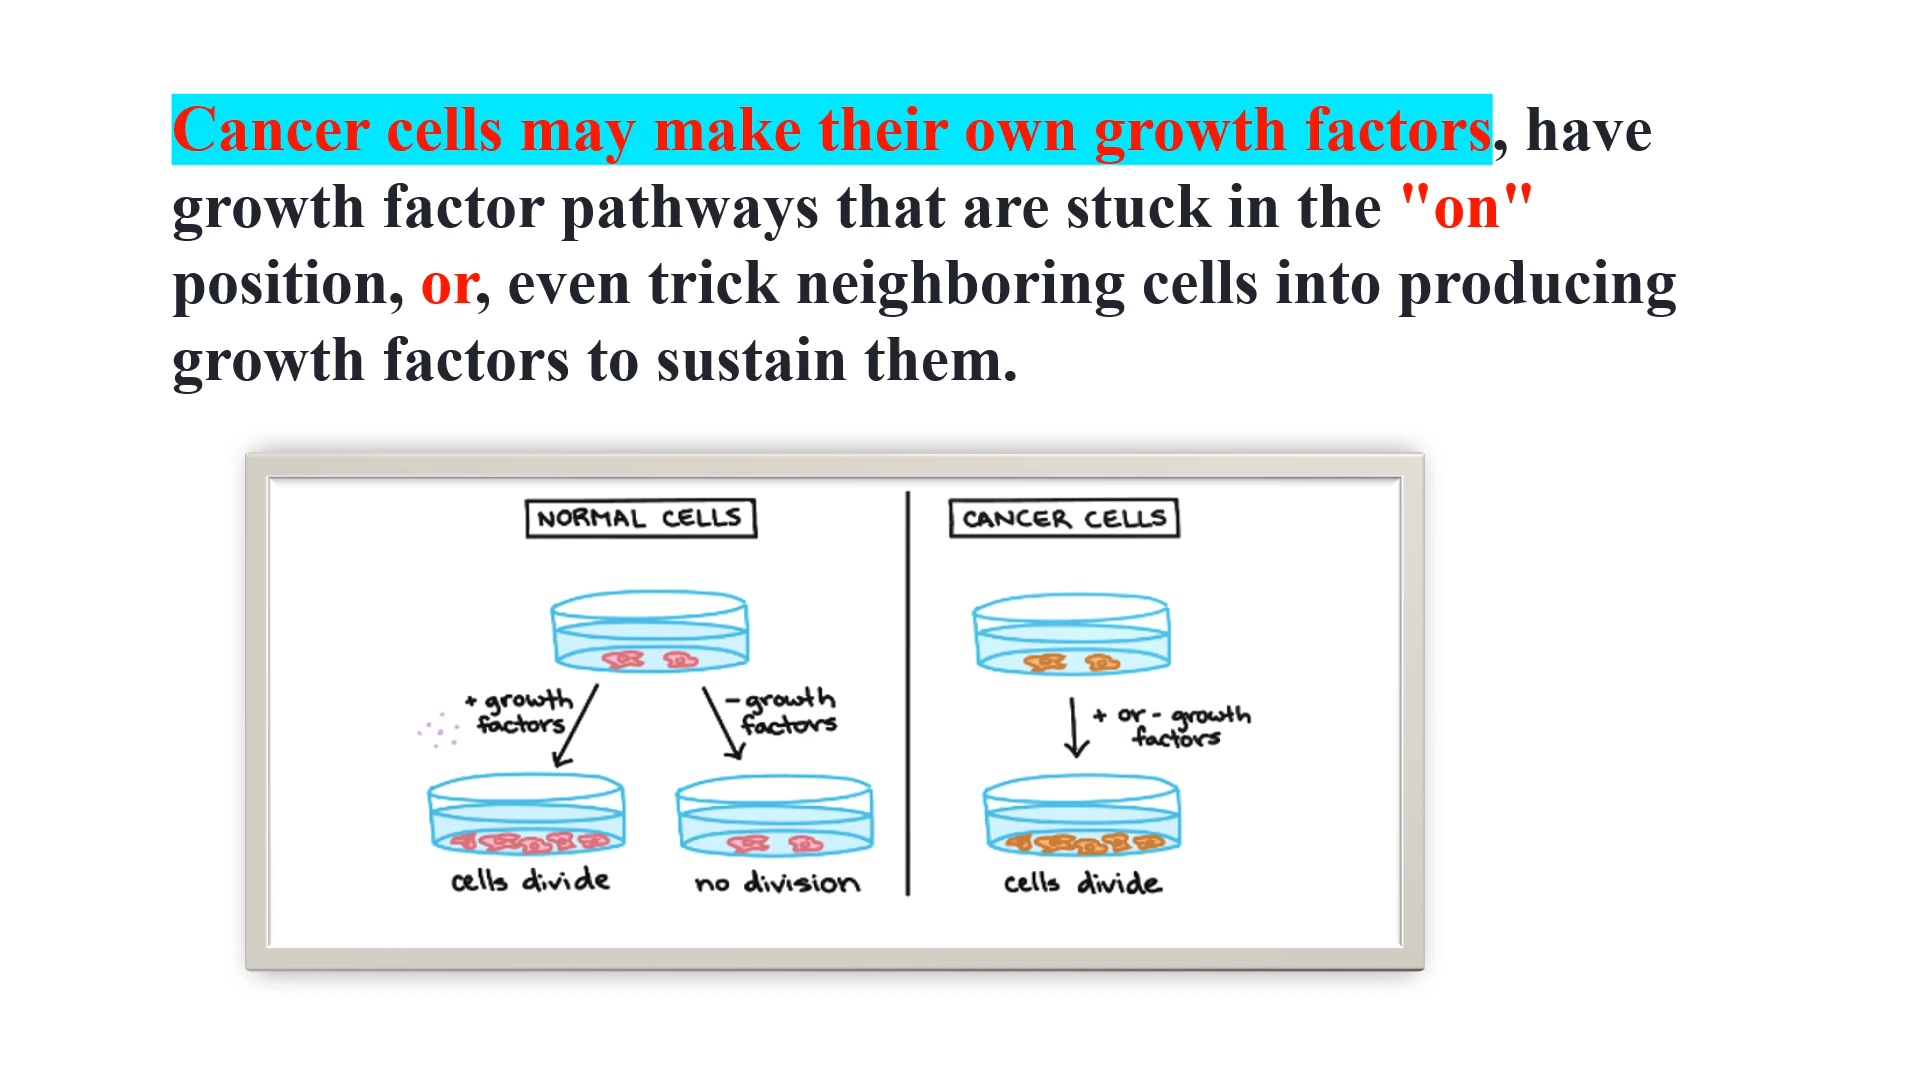 Cancer cells may make their own growth factors, have
growth factor pathways that are stuck in the "on"
position, or, even trick neighboring cells into producing
growth factors to sustain them.
NORMAL CELLS
+ growth
factors
- growth
factors
cells divide
no division
CANCER CELLS
+ or - growth
factors
cells divide